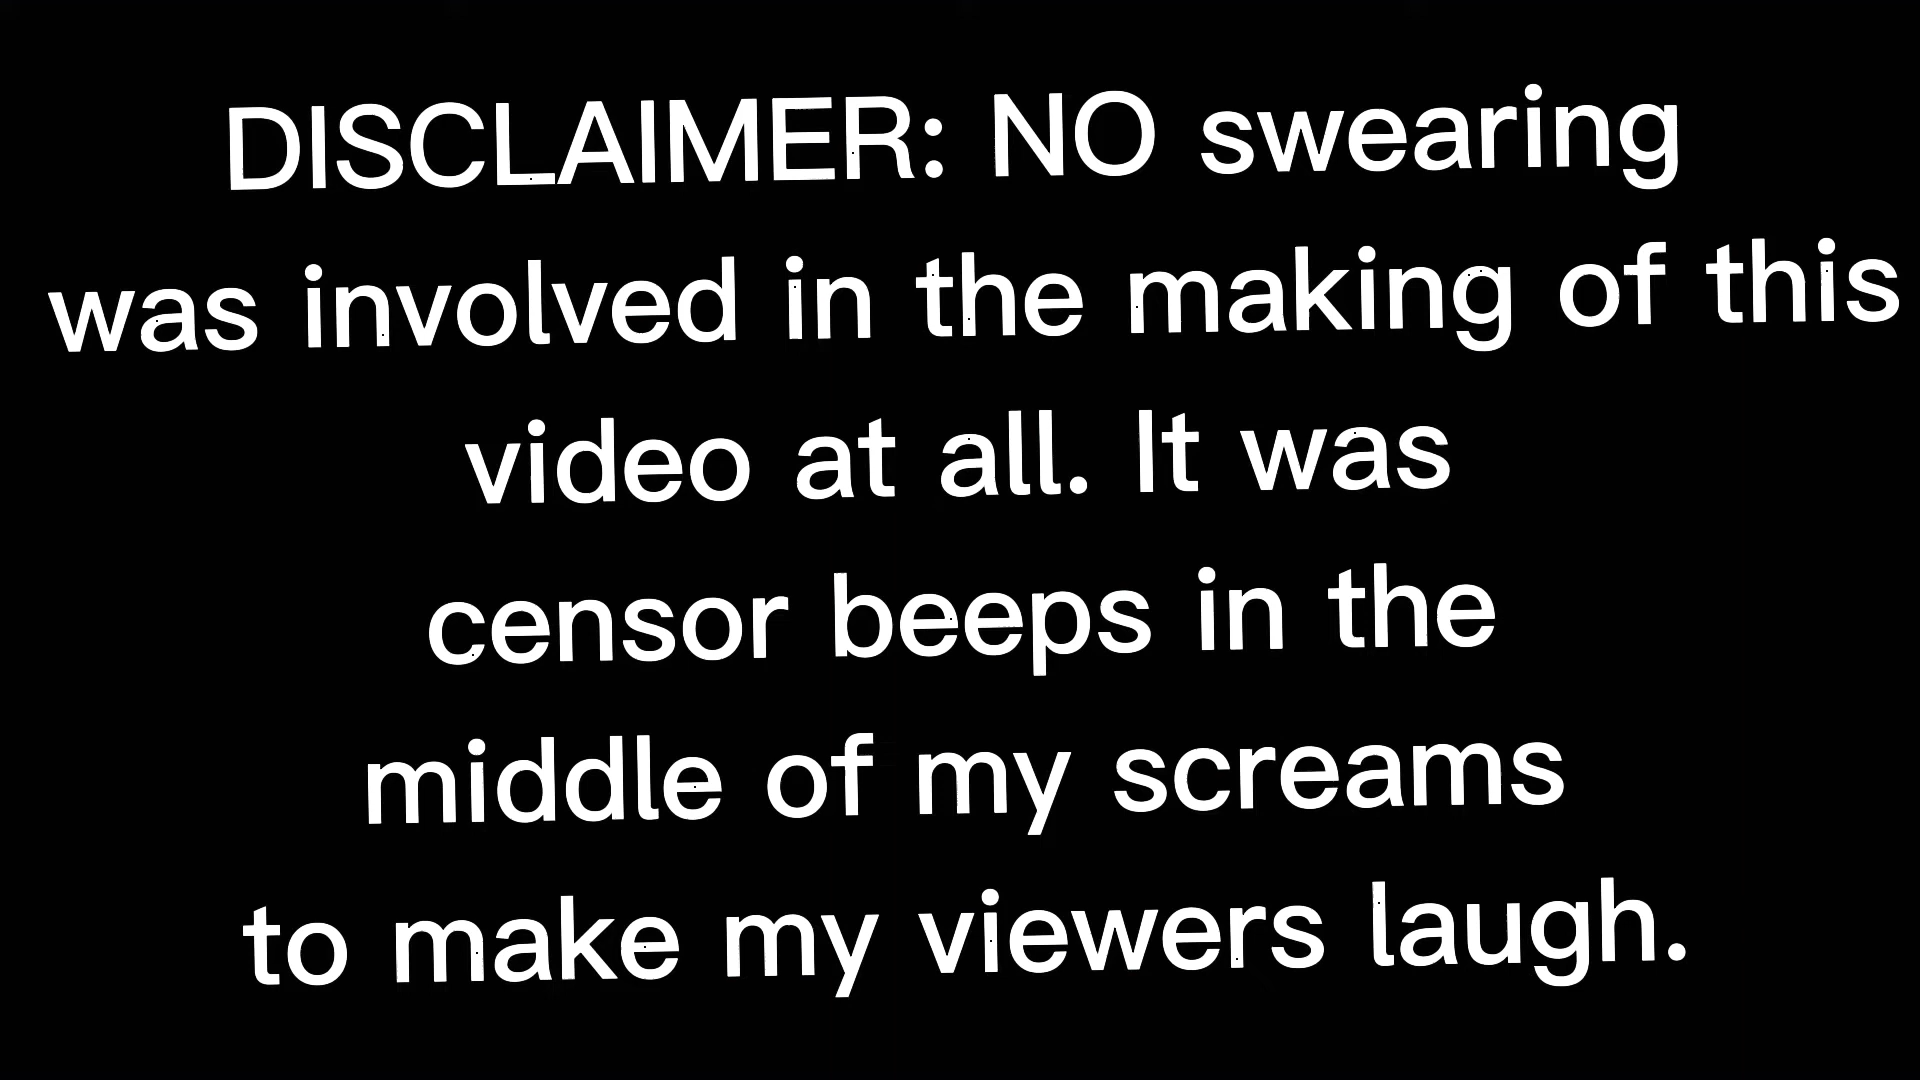 DISCLAIMER: NO swearing
was involved in the making of this
video at all. It was
censor beeps in the
middle of my screams
to make my viewers laugh.